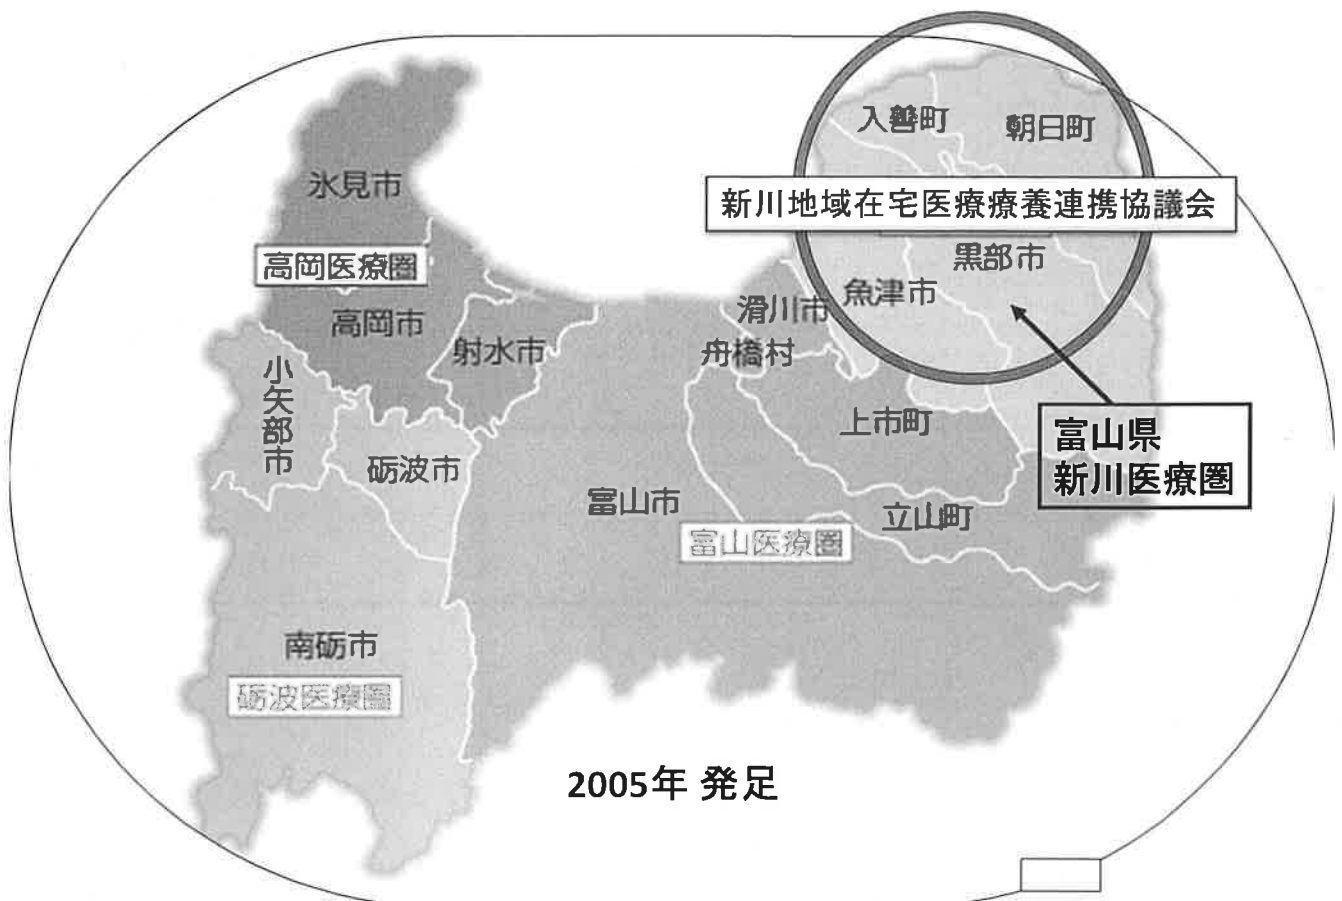 入善町
朝日町
氷見市
新川地域在宅医療療養連携協議会
高岡医療圏
黒部市
魚津市
滑川市
高岡市
射水市
舟橋村
小矢部市
上市町
富山県
新川医療圏
砺波市
富山市
立山町
富山医療圏
南砺市
砺波医療圏
2005年 発足